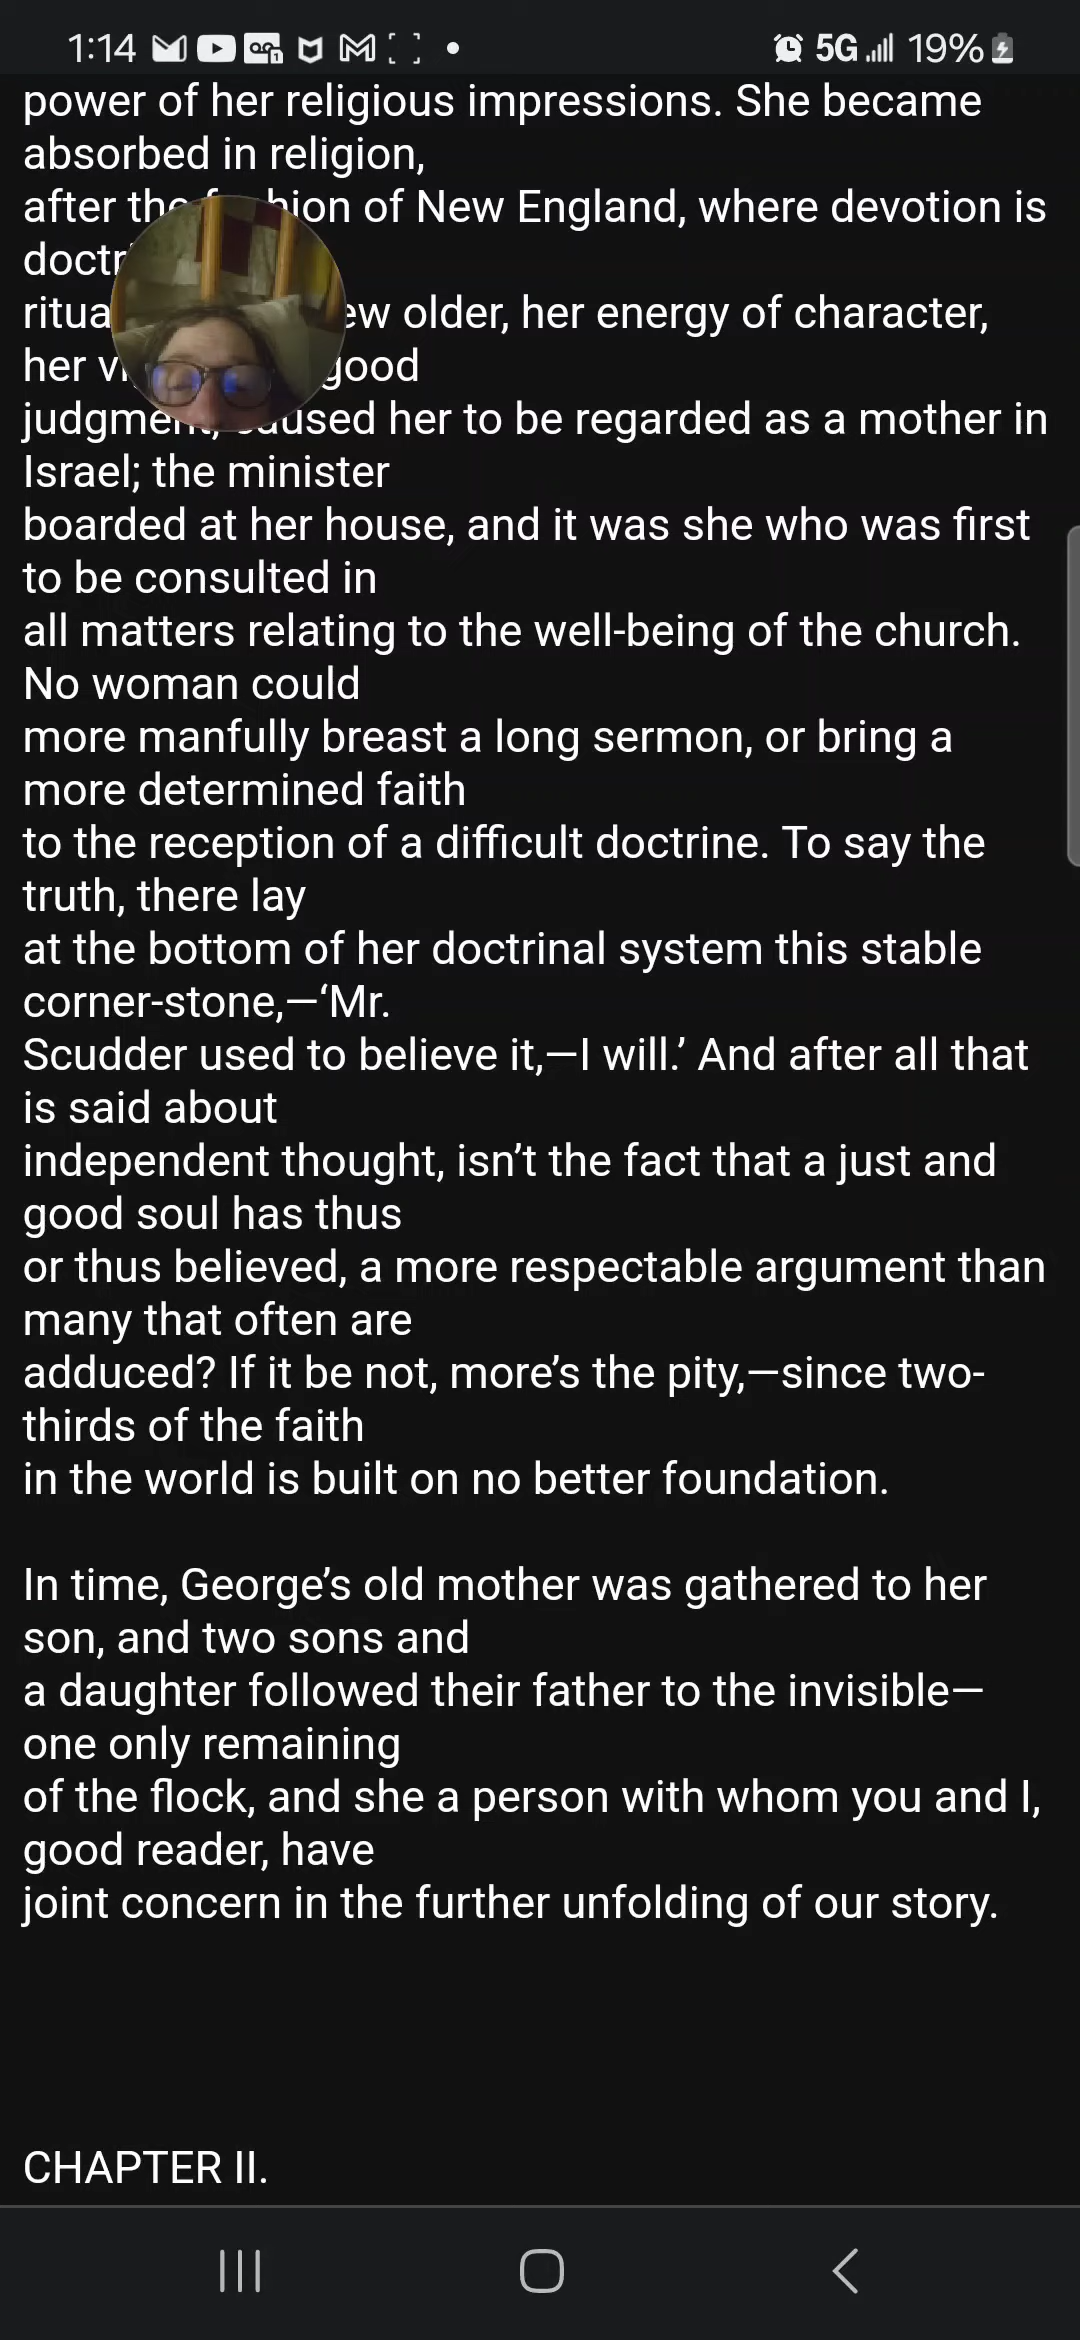 1:14 5G 19%
power of her religious impressions. She became
absorbed in religion,
after the hion of New England, where devotion is
doctr
ritua ew older, her energy of character,
her vi good
judgment, caused her to be regarded as a mother in
Israel; the minister
boarded at her house, and it was she who was first
to be consulted in
all matters relating to the well-being of the church.
No woman could
more manfully breast a long sermon, or bring a
more determined faith
to the reception of a difficult doctrine. To say the
truth, there lay
at the bottom of her doctrinal system this stable
corner-stone,—‘Mr.
Scudder used to believe it,—I will.’ And after all that
is said about
independent thought, isn’t the fact that a just and
good soul has thus
or thus believed, a more respectable argument than
many that often are
adduced? If it be not, more’s the pity,—since two-
thirds of the faith
in the world is built on no better foundation.
In time, George’s old mother was gathered to her
son, and two sons and
a daughter followed their father to the invisible—
one only remaining
of the flock, and she a person with whom you and I,
good reader, have
joint concern in the further unfolding of our story.
CHAPTER II.